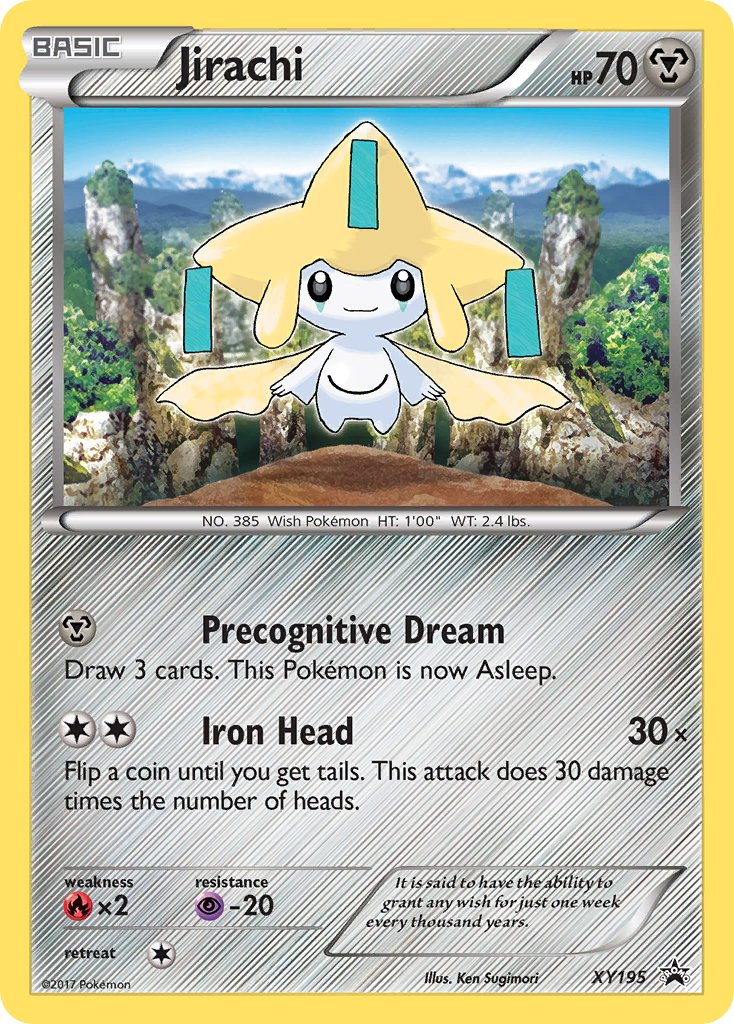 BASIC
Jirachi
HP70
NO. 385 Wish Pokémon HT: 1'00" WT: 2.4 lbs.
Precognitive Dream
Draw 3 cards. This Pokémon is now Asleep.
Iron Head 30×
Flip a coin until you get tails. This attack does 30 damage
times the number of heads.
weakness
×2
resistance
-20
It is said to have the ability to
grant any wish for just one week
every thousand years.
retreat
©2017 Pokémon
Illus. Ken Sugimori
XY195
PROMO